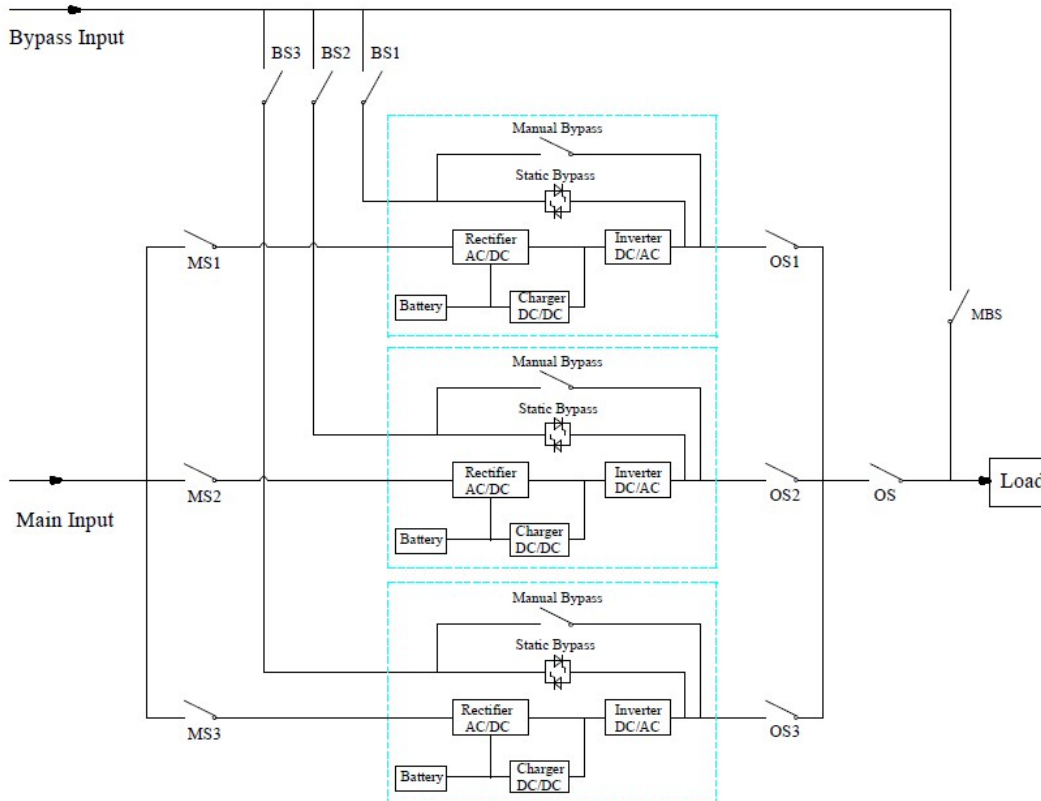 Bypass Input
BS3
BS2
BS1
Manual Bypass
Static Bypass
MS1
Rectifier
AC/DC
Inverter
DC/AC
OS1
Battery
Charger
DC/DC
MBS
Manual Bypass
Static Bypass
Main Input
MS2
Rectifier
AC/DC
Inverter
DC/AC
OS2
OS
Load
Battery
Charger
DC/DC
Manual Bypass
Static Bypass
MS3
Rectifier
AC/DC
Inverter
DC/AC
OS3
Battery
Charger
DC/DC